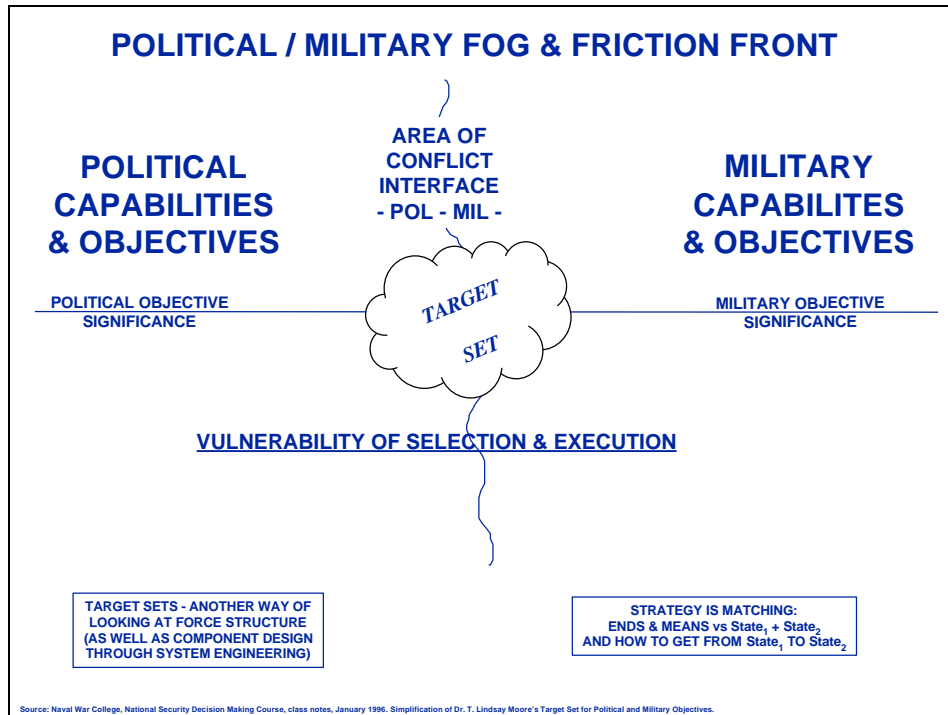 POLITICAL / MILITARY FOG & FRICTION FRONT
AREA OF
CONFLICT
INTERFACE
- POL - MIL -
POLITICAL
CAPABILITIES
& OBJECTIVES
MILITARY
CAPABILITES
& OBJECTIVES
POLITICAL OBJECTIVE
SIGNIFICANCE
TARGET
SET
MILITARY OBJECTIVE
SIGNIFICANCE
VULNERABILITY OF SELECTION & EXECUTION
TARGET SETS - ANOTHER WAY OF
LOOKING AT FORCE STRUCTURE
(AS WELL AS COMPONENT DESIGN
THROUGH SYSTEM ENGINEERING)
STRATEGY IS MATCHING:
ENDS & MEANS vs State₁ + State₂
AND HOW TO GET FROM State₁ TO State₂
Source: Naval War College, National Security Decision Making Course, class notes, January 1996. Simplification of Dr. T. Lindsay Moore's Target Set for Political and Military Objectives.